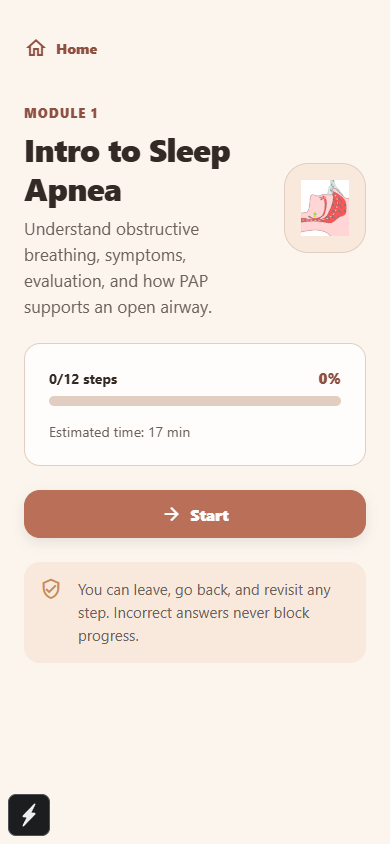 Home
MODULE 1
Intro to Sleep
Apnea
Understand obstructive
breathing, symptoms,
evaluation, and how PAP
supports an open airway.
0/12 steps 0%
Estimated time: 17 min
Start
You can leave, go back, and revisit any
step. Incorrect answers never block
progress.